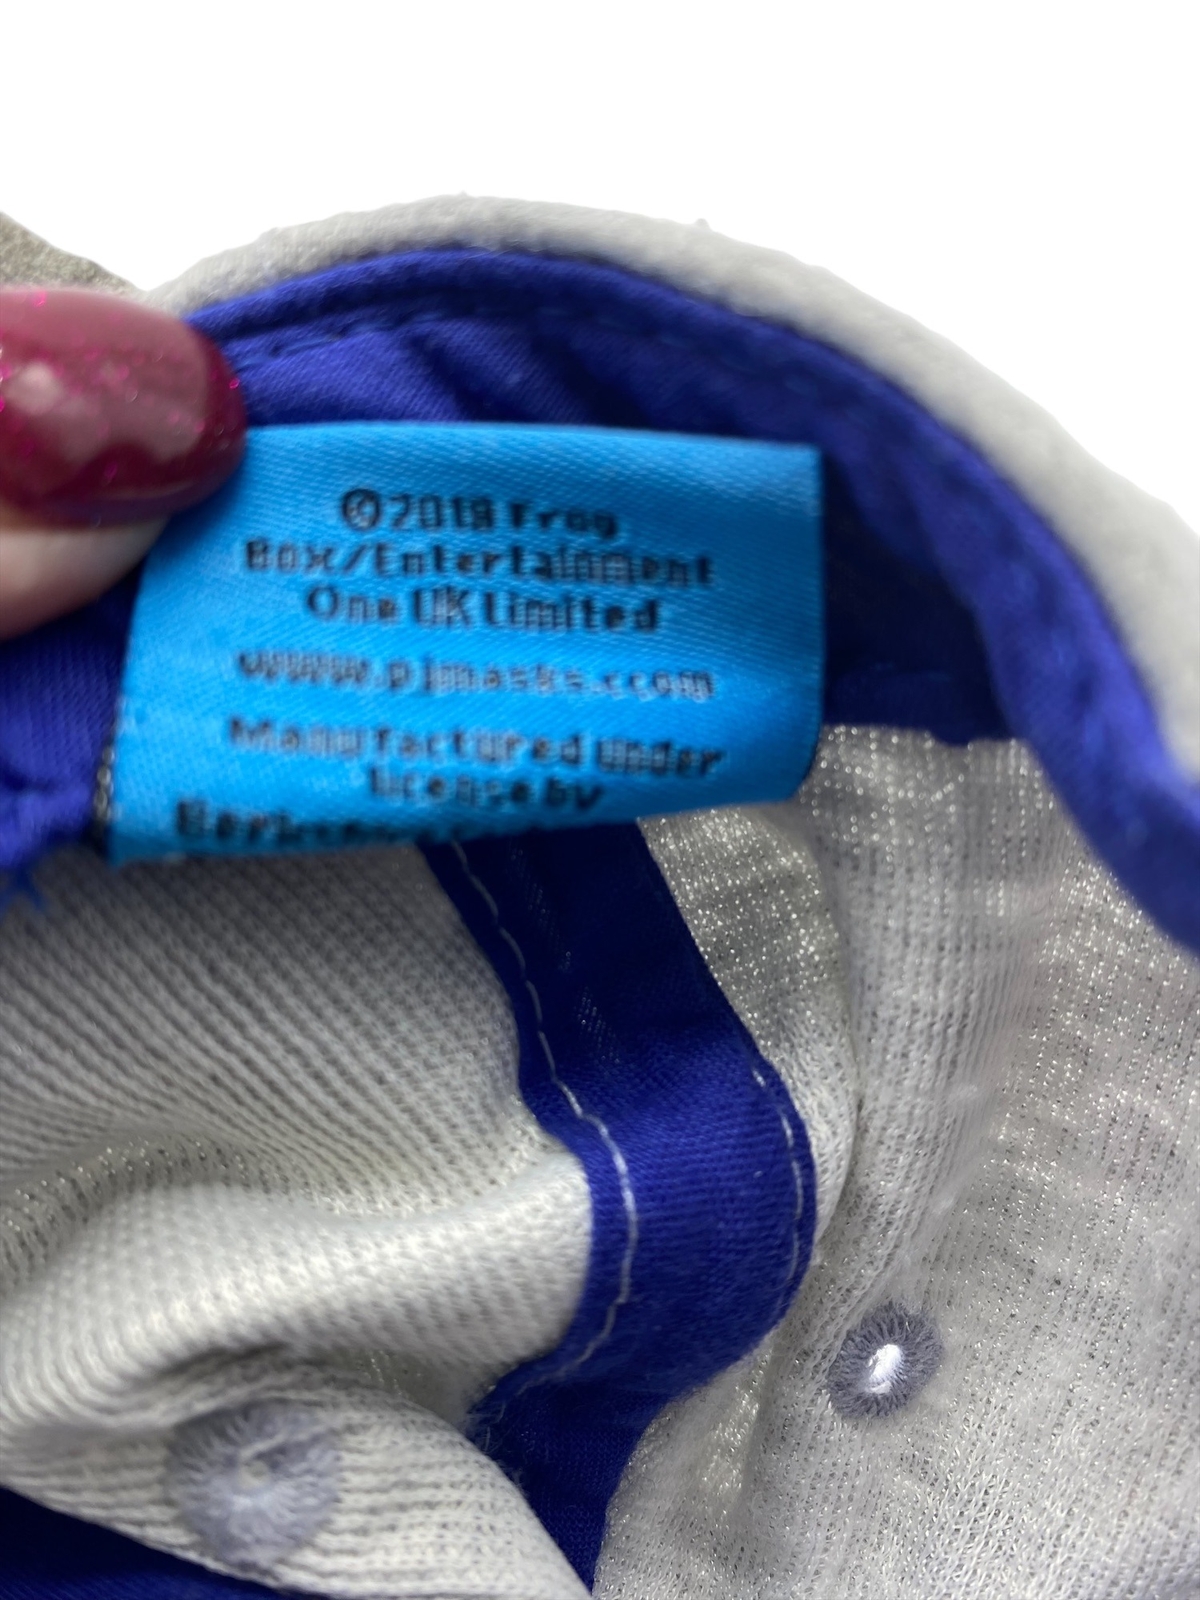 ©2018 Frog
Box/Entertainment
One UK Limited
www.pjmasks.com
Manufactured under
license by